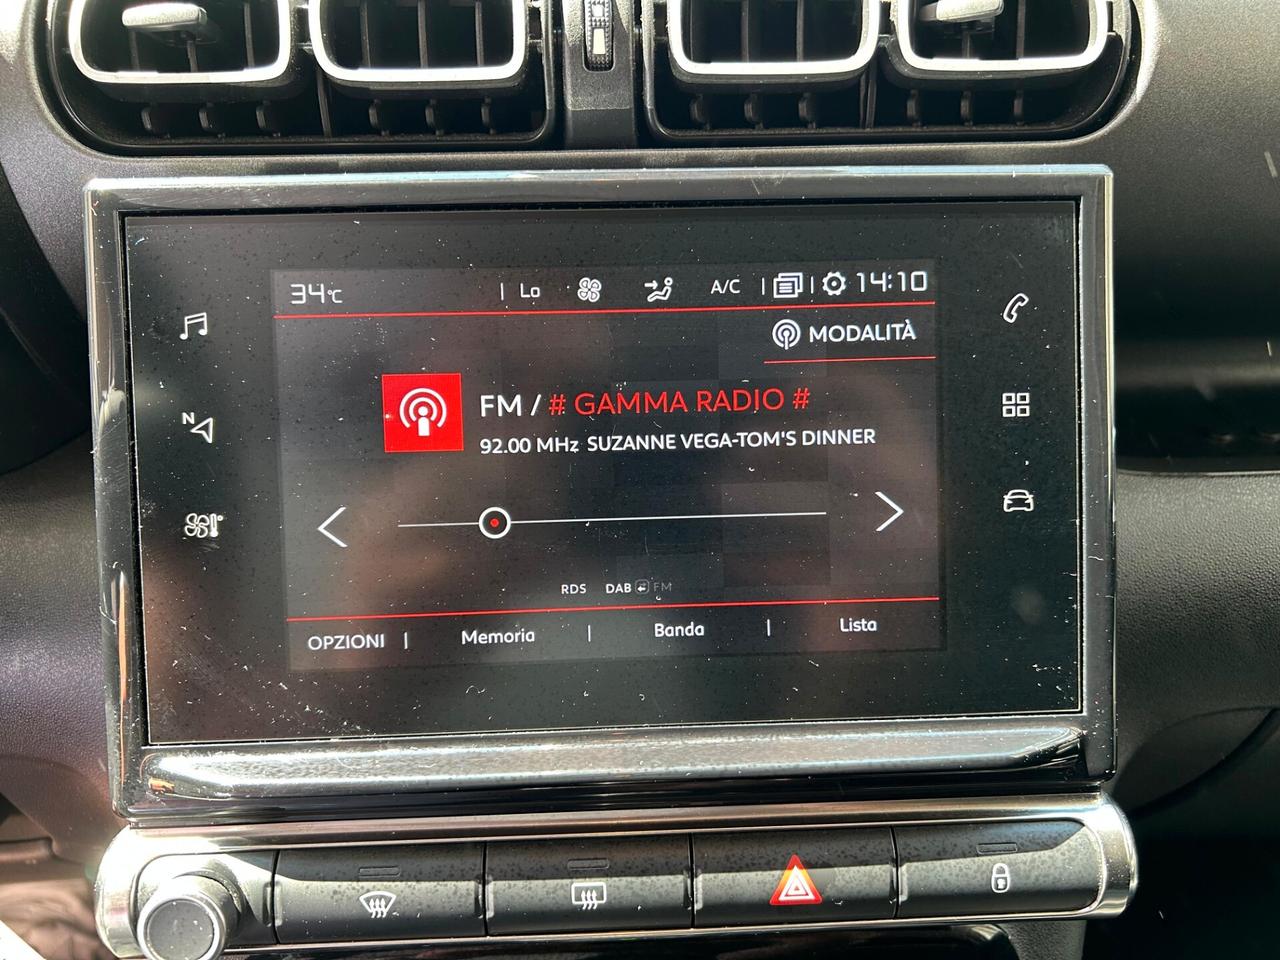 34°C | Lo A/C | | 14:10
MODALITÀ
FM / # GAMMA RADIO #
92.00 MHz SUZANNE VEGA-TOM'S DINNER
N
RDS DAB FM
OPZIONI | Memoria | Banda | Lista